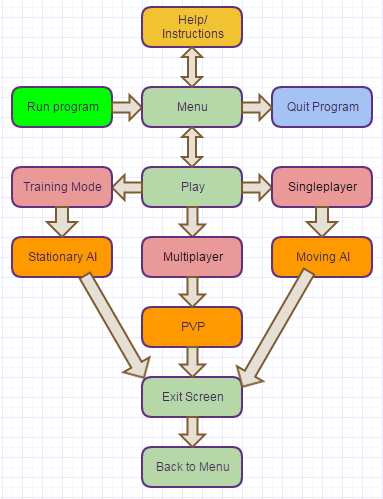 Help/
Instructions
Run program
Menu
Quit Program
Training Mode
Play
Singleplayer
Stationary AI
Multiplayer
Moving AI
PVP
Exit Screen
Back to Menu